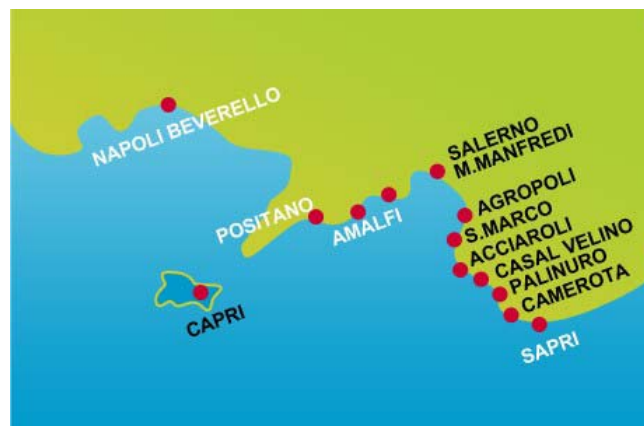 NAPOLI BEVERELLO
SALERNO
M.MANFREDI
POSITANO
AMALFI
AGROPOLI
S.MARCO
ACCIAROLI
CASAL VELINO
PALINURO
CAMEROTA
CAPRI
SAPRI